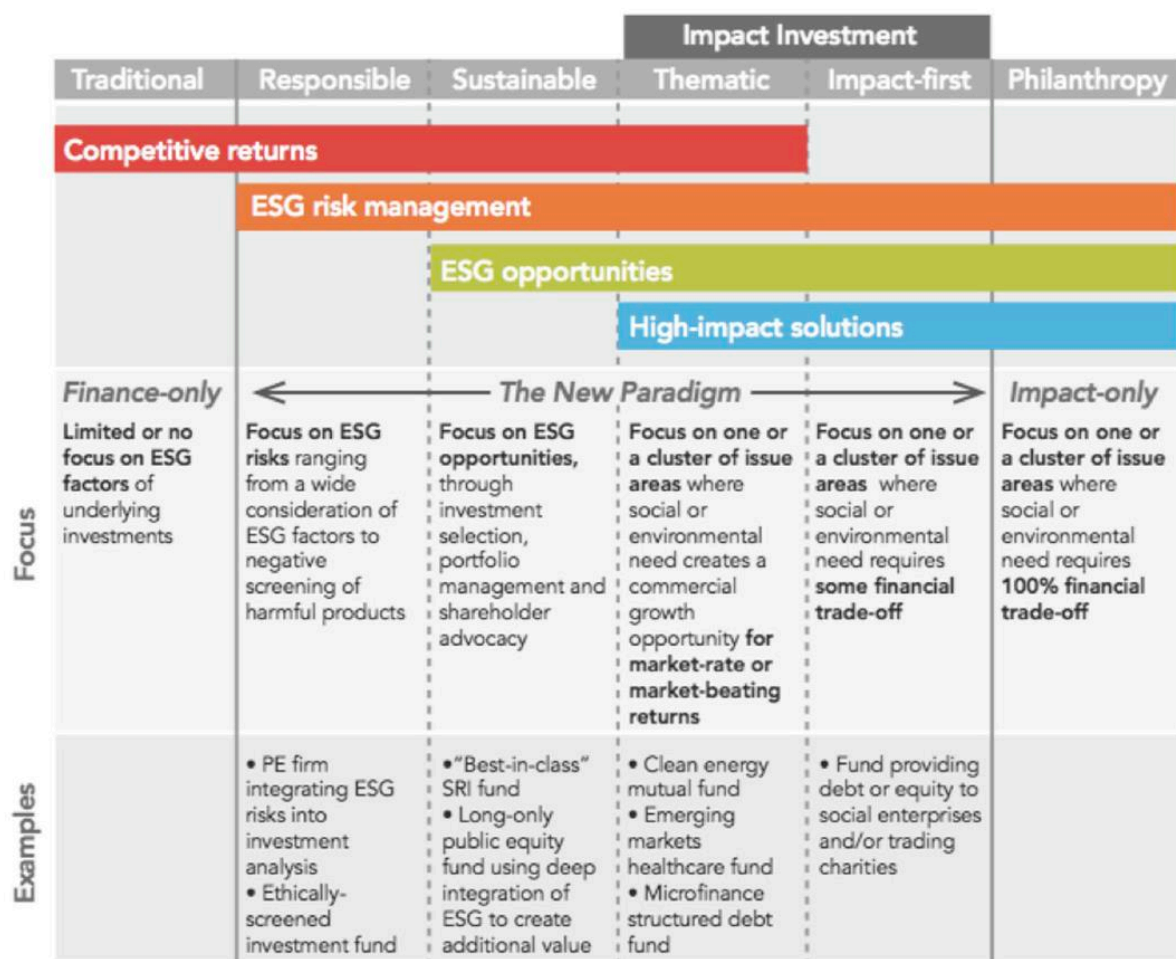 Impact Investment
Traditional
Responsible
Sustainable
Thematic
Impact-first
Philanthropy
Competitive returns
ESG risk management
ESG opportunities
High-impact solutions
Finance-only
The New Paradigm
Impact-only
Focus
Limited or no
focus on ESG
factors of
underlying
investments
Focus on ESG
risks ranging
from a wide
consideration of
ESG factors to
negative
screening of
harmful products
Focus on ESG
opportunities,
through
investment
selection,
portfolio
management and
shareholder
advocacy
Focus on one or
a cluster of issue
areas where
social or
environmental
need creates a
commercial
growth
opportunity for
market-rate or
market-beating
returns
Focus on one or
a cluster of issue
areas where
social or
environmental
need requires
some financial
trade-off
Focus on one or
a cluster of issue
areas where
social or
environmental
need requires
100% financial
trade-off
Examples
• PE firm
integrating ESG
risks into
investment
analysis
• Ethically-
screened
investment fund
•"Best-in-class"
SRI fund
• Long-only
public equity
fund using deep
integration of
ESG to create
additional value
• Clean energy
mutual fund
• Emerging
markets
healthcare fund
• Microfinance
structured debt
fund
• Fund providing
debt or equity to
social enterprises
and/or trading
charities